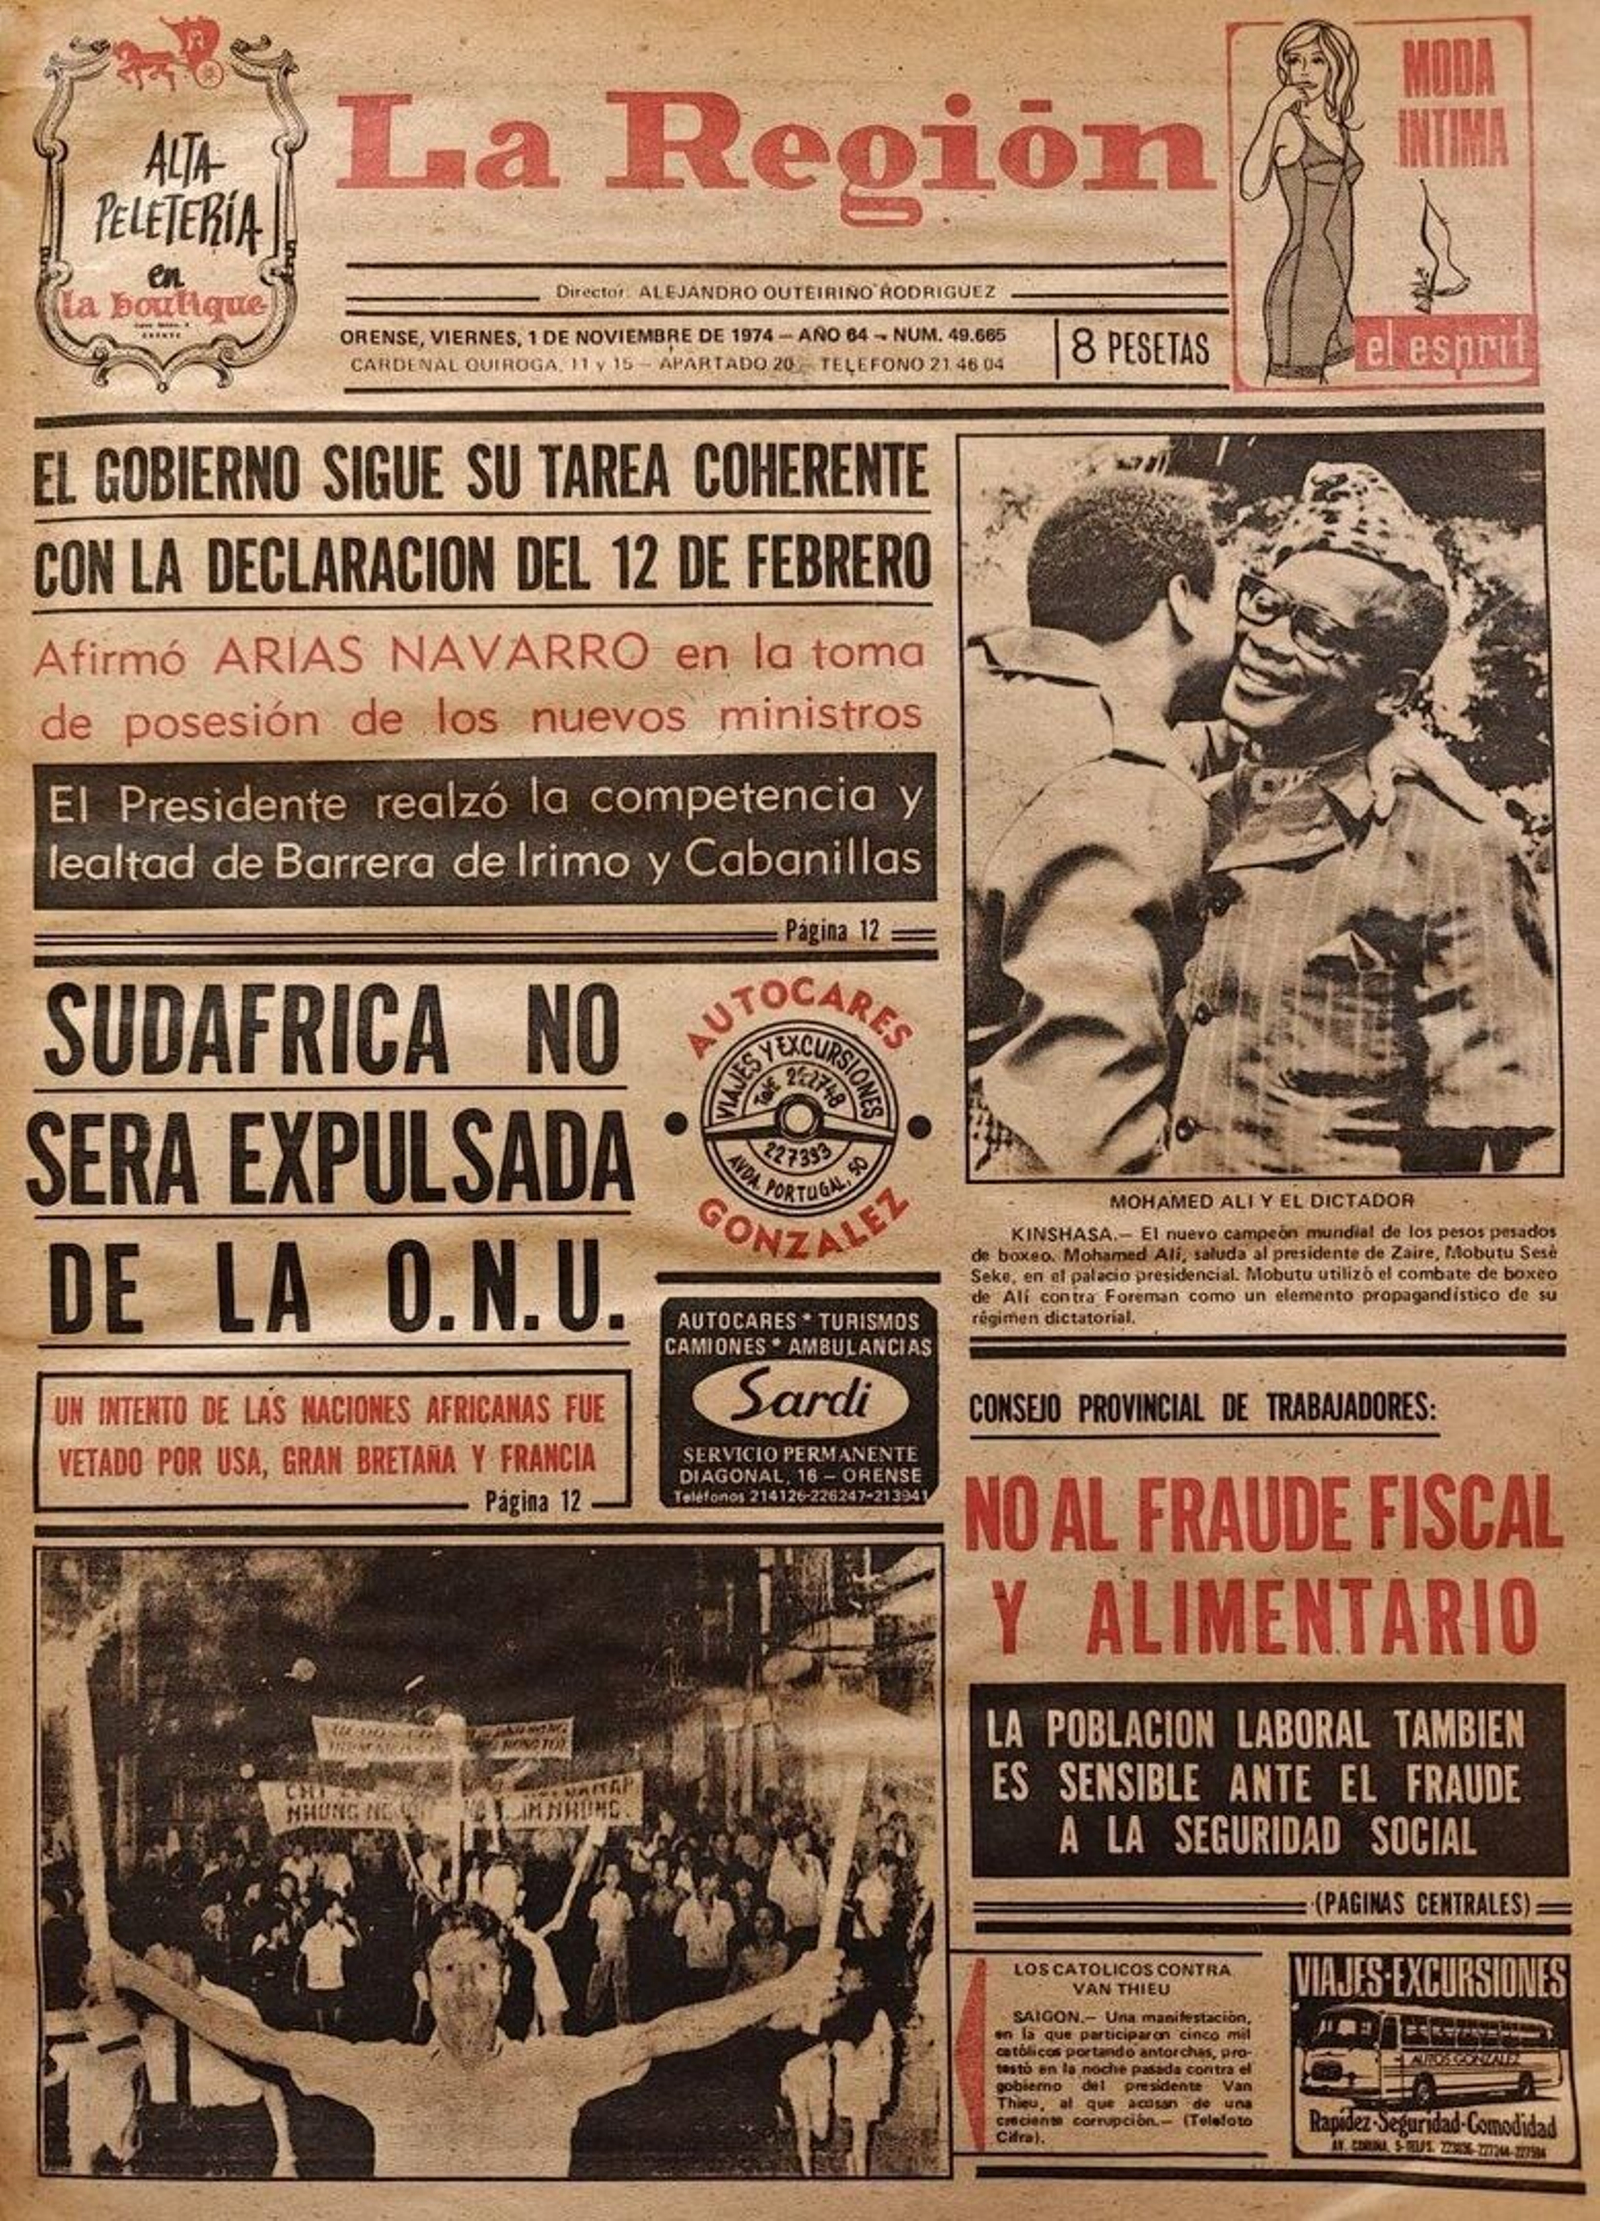 ALTA
PELETERÍA
en
la boutique
La Región
MODA
INTIMA
el esprit
Director: ALEJANDRO OUTEIRIÑO RODRIGUEZ
ORENSE, VIERNES, 1 DE NOVIEMBRE DE 1974 — AÑO 64 — NUM. 49.665
CARDENAL QUIROGA, 11 y 15 — APARTADO 20 — TELEFONO 21 46 04
8 PESETAS
EL GOBIERNO SIGUE SU TAREA COHERENTE
CON LA DECLARACION DEL 12 DE FEBRERO
Afirmó ARIAS NAVARRO en la toma
de posesión de los nuevos ministros
El Presidente realzó la competencia y
lealtad de Barrera de Irimo y Cabanillas
Página 12
SUDAFRICA NO
SERA EXPULSADA
DE LA O.N.U.
UN INTENTO DE LAS NACIONES AFRICANAS FUE
VETADO POR USA, GRAN BRETAÑA Y FRANCIA
Página 12
AUTOCARES
VIAJES Y EXCURSIONES
Telé 212748
227393
AVDA. PORTUGAL, 50
GONZALEZ
AUTOCARES * TURISMOS
CAMIONES * AMBULANCIAS
Sardi
SERVICIO PERMANENTE
DIAGONAL, 16 — ORENSE
Teléfonos 214126-226247-213941
MOHAMED ALI Y EL DICTADOR
KINSHASA.— El nuevo campeón mundial de los pesos pesados
de boxeo. Mohamed Alí, saluda al presidente de Zaire, Mobutu Sesé
Seke, en el palacio presidencial. Mobutu utilizó el combate de boxeo
de Alí contra Foreman como un elemento propagandístico de su
régimen dictatorial.
CONSEJO PROVINCIAL DE TRABAJADORES:
NO AL FRAUDE FISCAL
Y ALIMENTARIO
LA POBLACION LABORAL TAMBIEN
ES SENSIBLE ANTE EL FRAUDE
A LA SEGURIDAD SOCIAL
(PAGINAS CENTRALES)
NHUNG
NHUNG
LOS CATOLICOS CONTRA
VAN THIEU
SAIGON.— Una manifestación,
en la que participaron cinco mil
católicos portando antorchas, pro-
testó en la noche pasada contra el
gobierno del presidente Van
Thieu, al que acusan de una
creciente corrupción.— (Telefoto
Cifra).
VIAJES-EXCURSIONES
AUTOS GONZALEZ
Rapidez-Seguridad-Comodidad